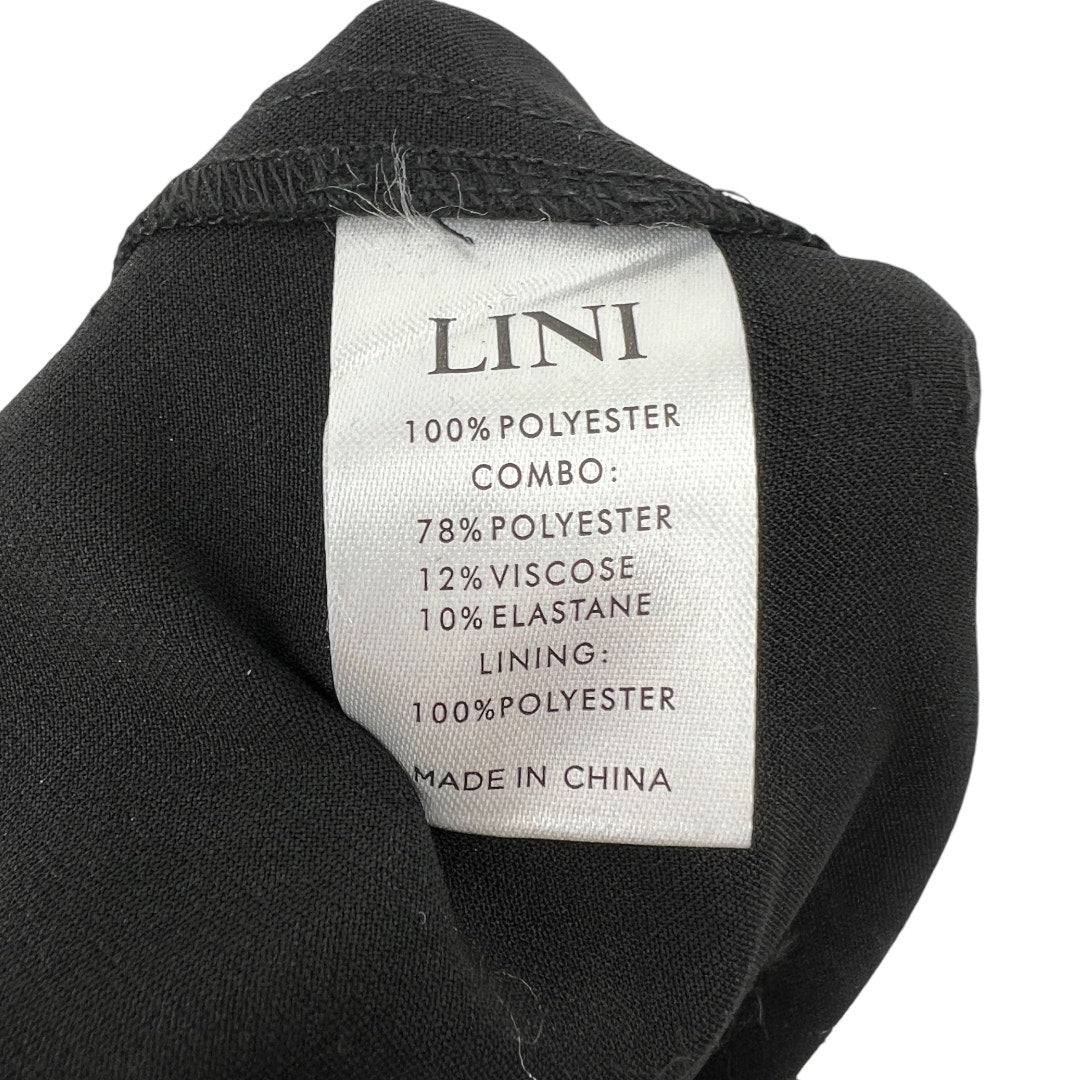 LINI
100% POLYESTER
COMBO:
78% POLYESTER
12% VISCOSE
10% ELASTANE
LINING:
100%POLYESTER
MADE IN CHINA